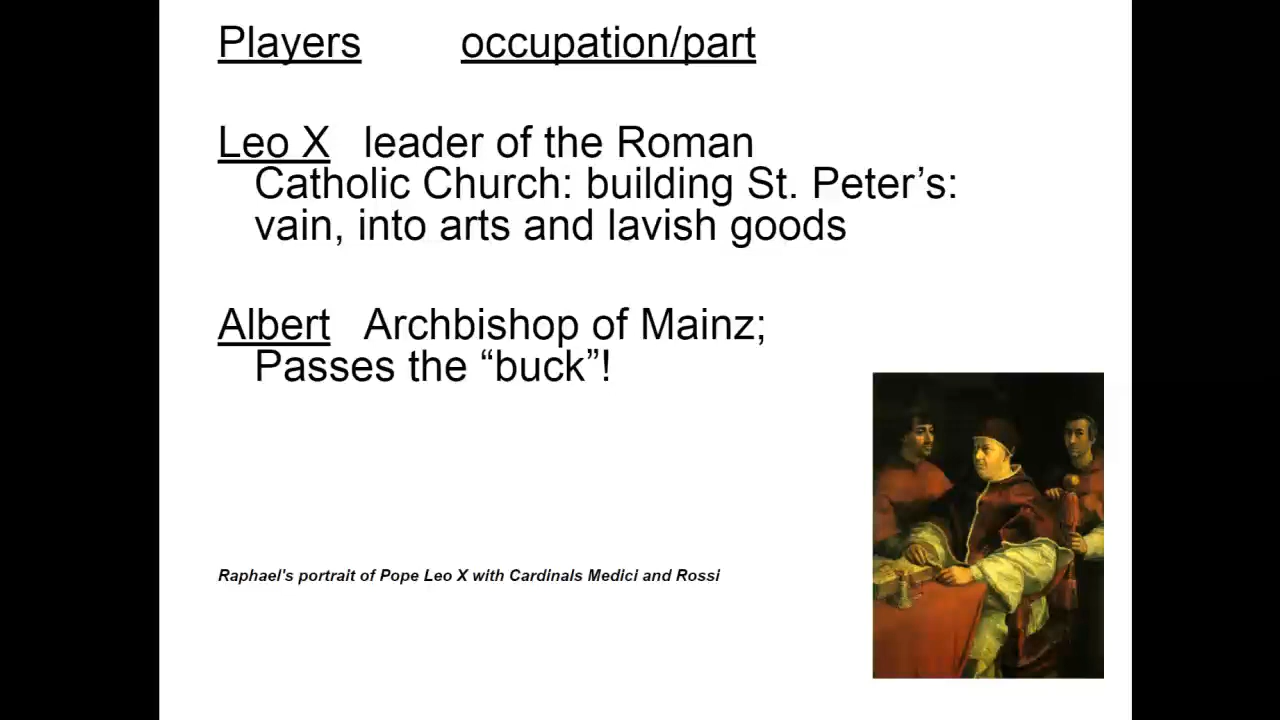 Players occupation/part
Leo X leader of the Roman
Catholic Church: building St. Peter’s:
vain, into arts and lavish goods
Albert Archbishop of Mainz;
Passes the “buck”!
Raphael's portrait of Pope Leo X with Cardinals Medici and Rossi